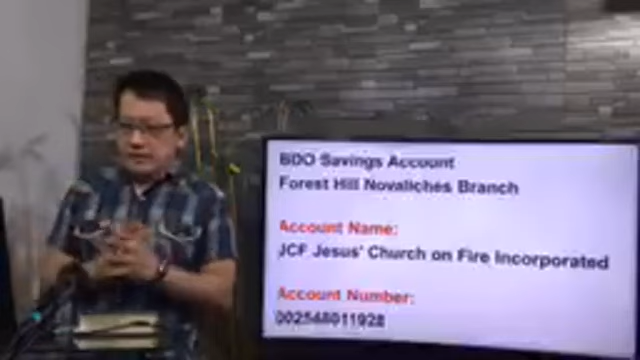 BDO Savings Account
Forest Hill Novaliches Branch
Account Name:
JCF Jesus' Church on Fire Incorporated
Account Number:
002548011928